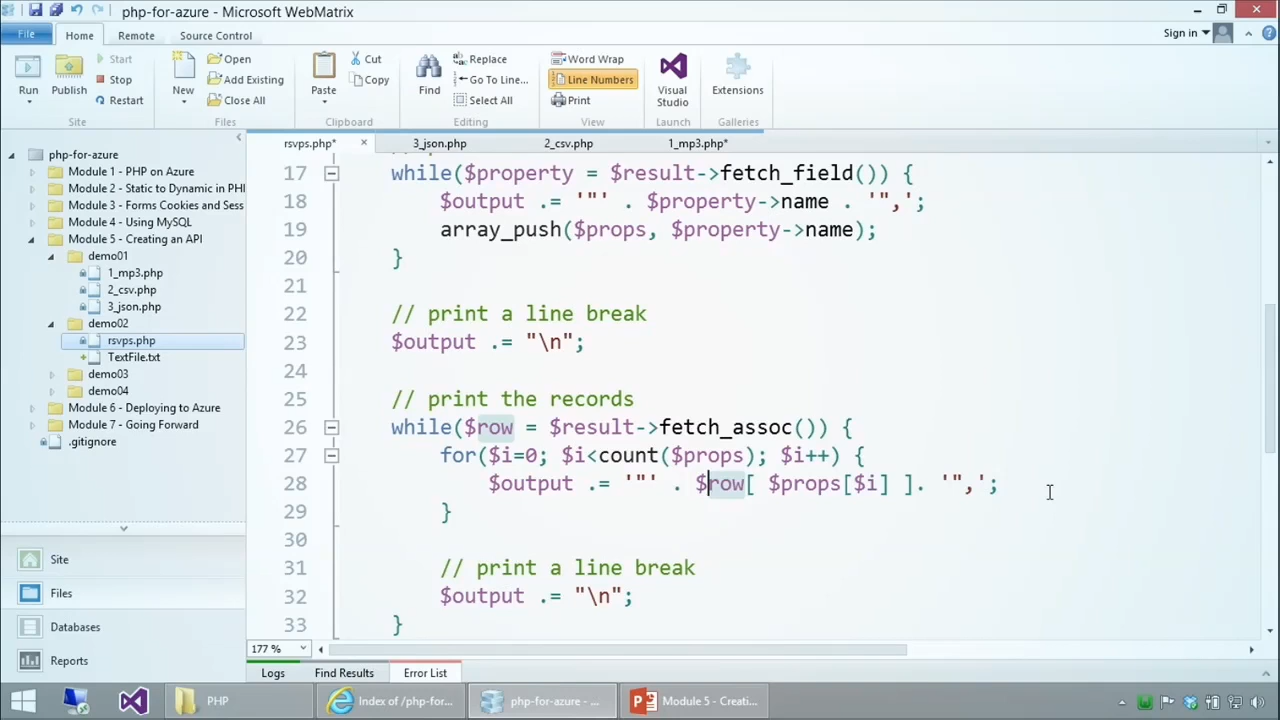 php-for-azure - Microsoft WebMatrix
File Home Remote Source Control Sign in
Run Publish Start Stop Restart New Open Add Existing Close All Paste Cut Copy Find Replace Go To Line... Select All Word Wrap Line Numbers Print Visual Studio Extensions
Site Files Clipboard Editing View Launch Galleries
rsvps.php* × 3_json.php 2_csv.php 1_mp3.php*
php-for-azure
Module 1 - PHP on Azure
Module 2 - Static to Dynamic in PHI
Module 3 - Forms Cookies and Sess
Module 4 - Using MySQL
Module 5 - Creating an API
demo01
1_mp3.php
2_csv.php
3_json.php
demo02
rsvps.php
TextFile.txt
demo03
demo04
Module 6 - Deploying to Azure
Module 7 - Going Forward
.gitignore
Site
Files
Databases
Reports
17 while($property = $result->fetch_field()) {
18 $output .= '"' . $property->name . '",';
19 array_push($props, $property->name);
20 }
21
22 // print a line break
23 $output .= "\n";
24
25 // print the records
26 while($row = $result->fetch_assoc()) {
27 for($i=0; $i<count($props); $i++) {
28 $output .= '"' . $row[ $props[$i] ]. '",';
29 }
30
31 // print a line break
32 $output .= "\n";
33 }
177 %
Logs Find Results Error List
PHP Index of /php-for... php-for-azure - ... Module 5 - Creati...